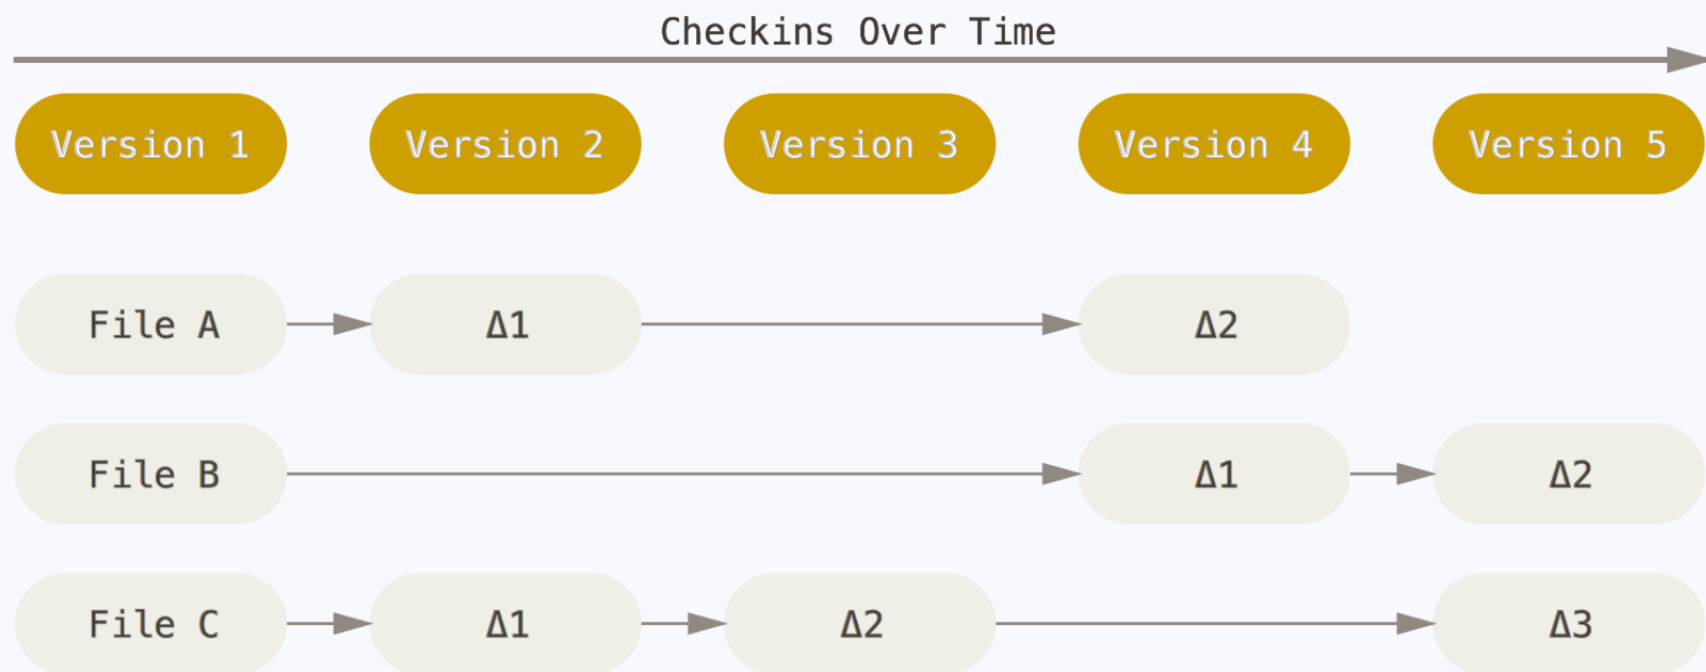 Checkins Over Time
Version 1 Version 2 Version 3 Version 4 Version 5
File A Δ1 Δ2
File B Δ1 Δ2
File C Δ1 Δ2 Δ3